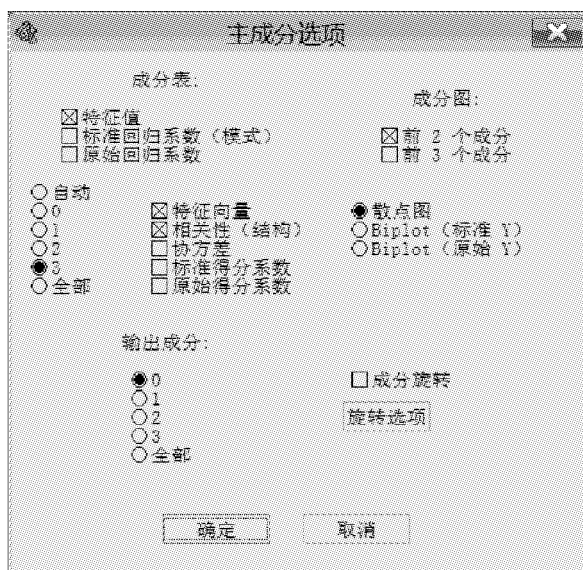 主成分选项
成分表:
成分图:
特征值
标准回归系数（模式）
原始回归系数
前 2 个成分
前 3 个成分
自动
0
1
2
3
全部
特征向量
相关性（结构）
协方差
标准得分系数
原始得分系数
散点图
Biplot（标准 Y）
Biplot（原始 Y）
输出成分:
0
1
2
3
全部
成分旋转
旋转选项
确定
取消